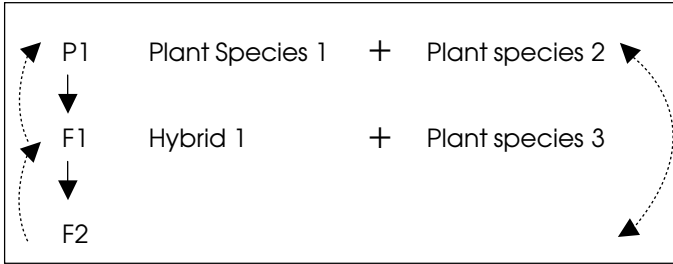 P1 Plant Species 1 + Plant species 2
F1 Hybrid 1 + Plant species 3
F2